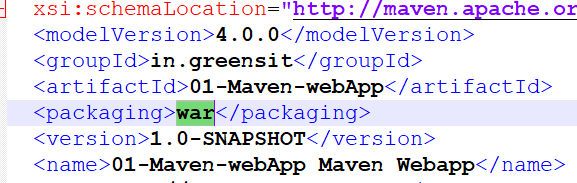 xsi:schemaLocation="http://maven.apache.or
<modelVersion>4.0.0</modelVersion>
<groupId>in.greensit</groupId>
<artifactId>01-Maven-webApp</artifactId>
<packaging>war</packaging>
<version>1.0-SNAPSHOT</version>
<name>01-Maven-webApp Maven Webapp</name>